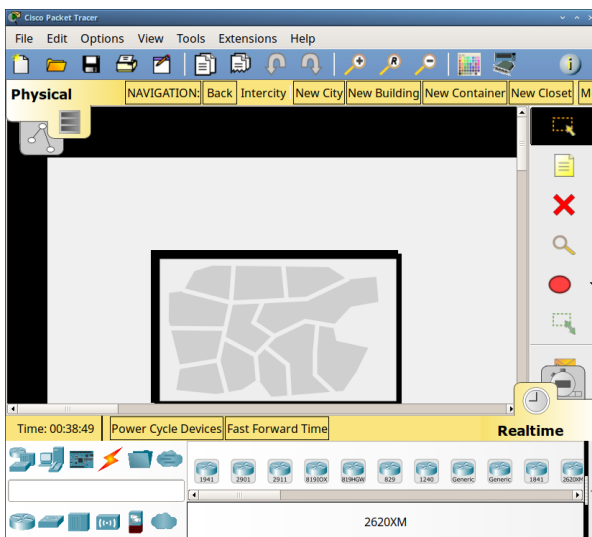 Cisco Packet Tracer
File Edit Options View Tools Extensions Help
Physical NAVIGATION: Back Intercity New City New Building New Container New Closet M
Time: 00:38:49 Power Cycle Devices Fast Forward Time Realtime
1941 2901 2911 819IOX 819HGW 829 1240 Generic Generic 1841 2620XM
2620XM